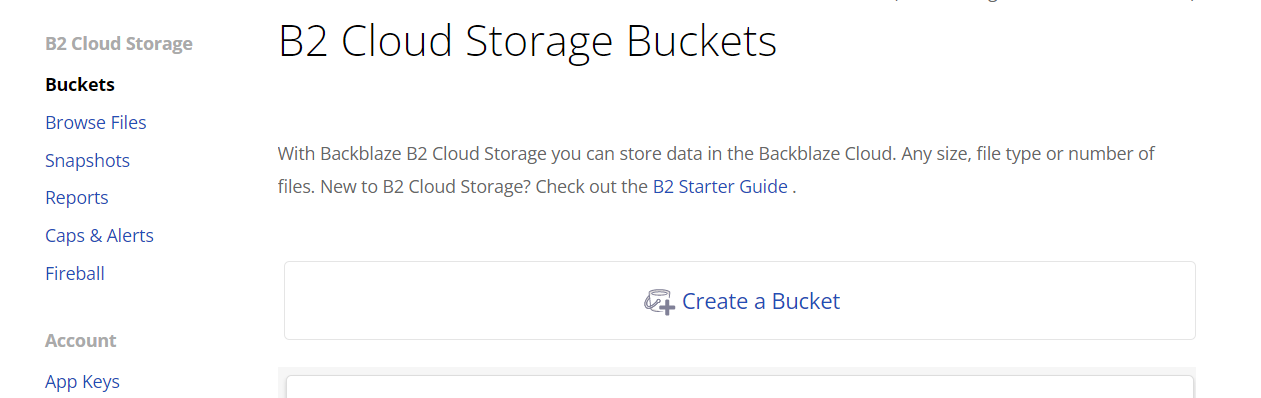 B2 Cloud Storage
Buckets
Browse Files
Snapshots
Reports
Caps & Alerts
Fireball
Account
App Keys
B2 Cloud Storage Buckets
With Backblaze B2 Cloud Storage you can store data in the Backblaze Cloud. Any size, file type or number of
files. New to B2 Cloud Storage? Check out the B2 Starter Guide .
Create a Bucket